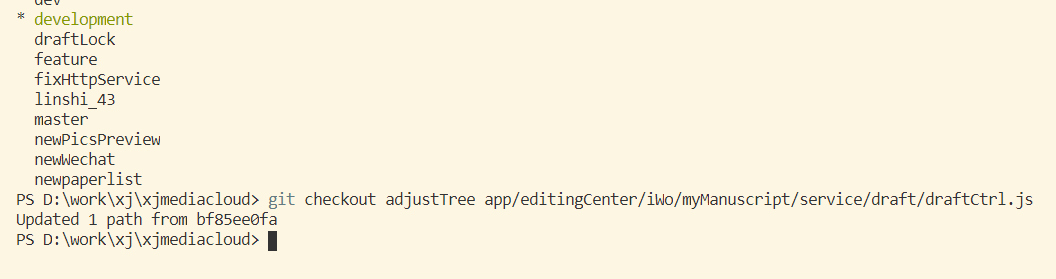 dev
* development
draftLock
feature
fixHttpService
linshi_43
master
newPicsPreview
newWechat
newpaperlist
PS D:\work\xj\xjmediacloud> git checkout adjustTree app/editingCenter/iWo/myManuscript/service/draft/draftCtrl.js
Updated 1 path from bf85ee0fa
PS D:\work\xj\xjmediacloud>